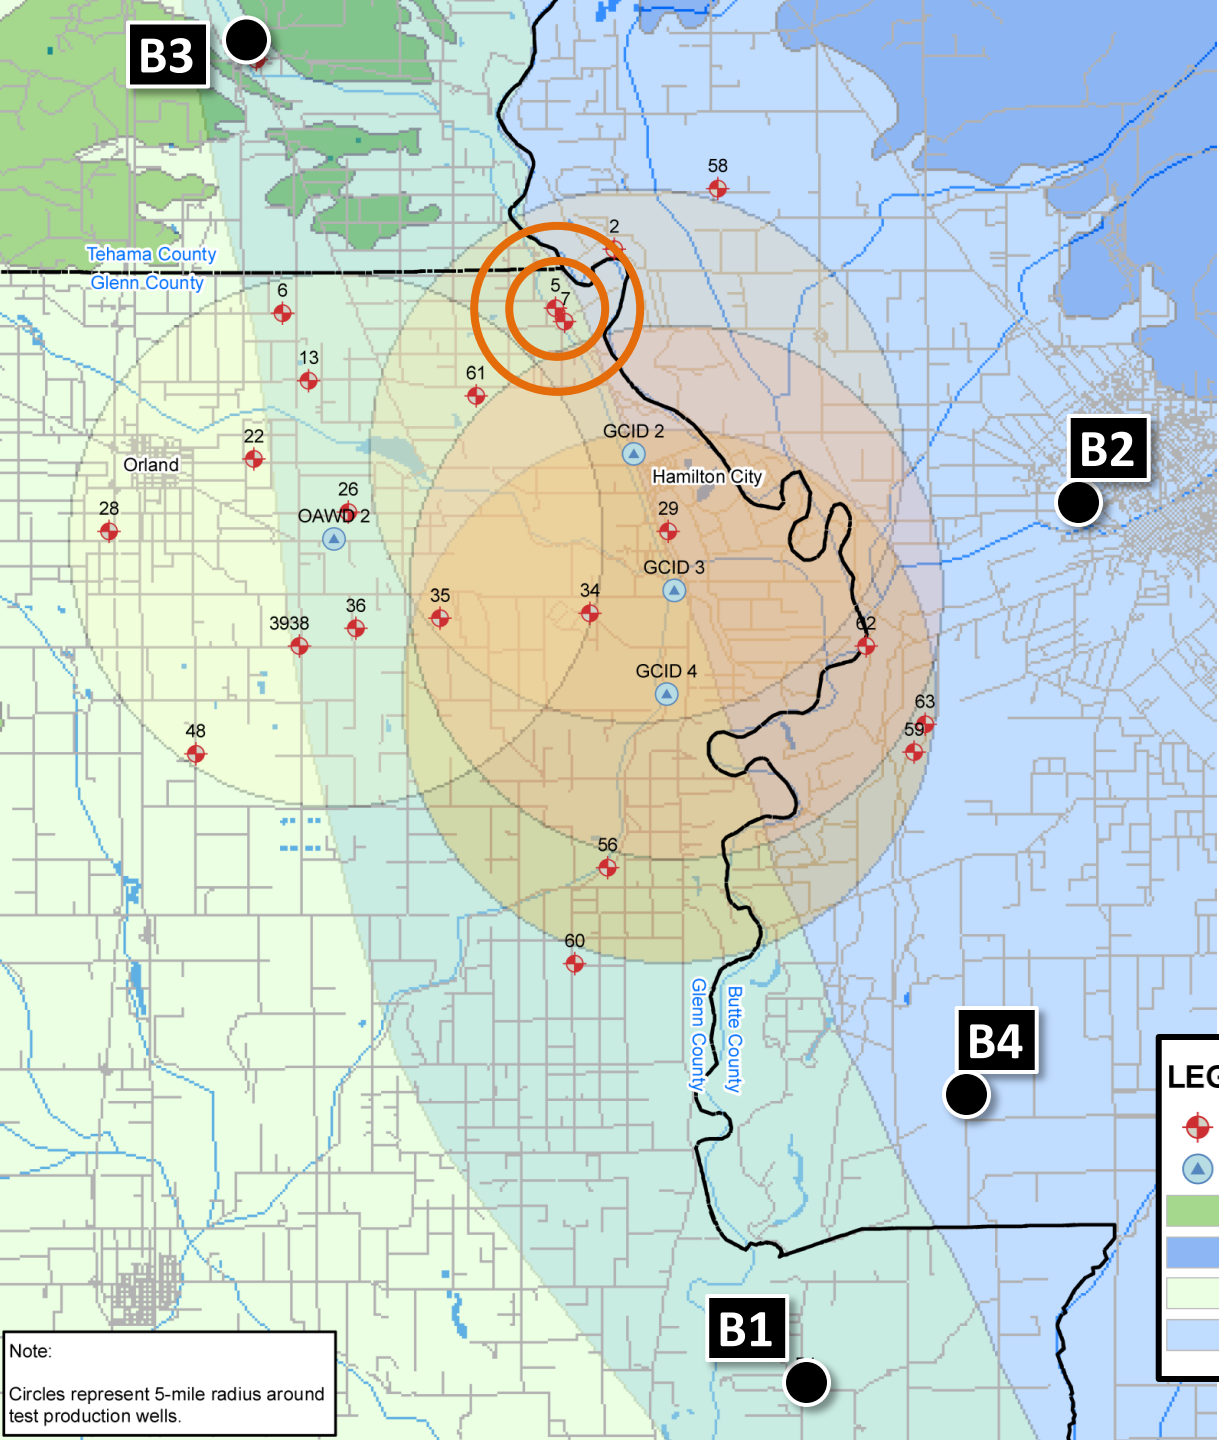 B3
58
2
Tehama County
Glenn County
5
7
6
13
61
22
GCID 2
B2
Orland
Hamilton City
26
28
29
OAWD 2
GCID 3
35
34
36
3938
62
GCID 4
63
59
48
56
60
Glenn County
Butte County
B4
LEG
B1
Note:
Circles represent 5-mile radius around
test production wells.